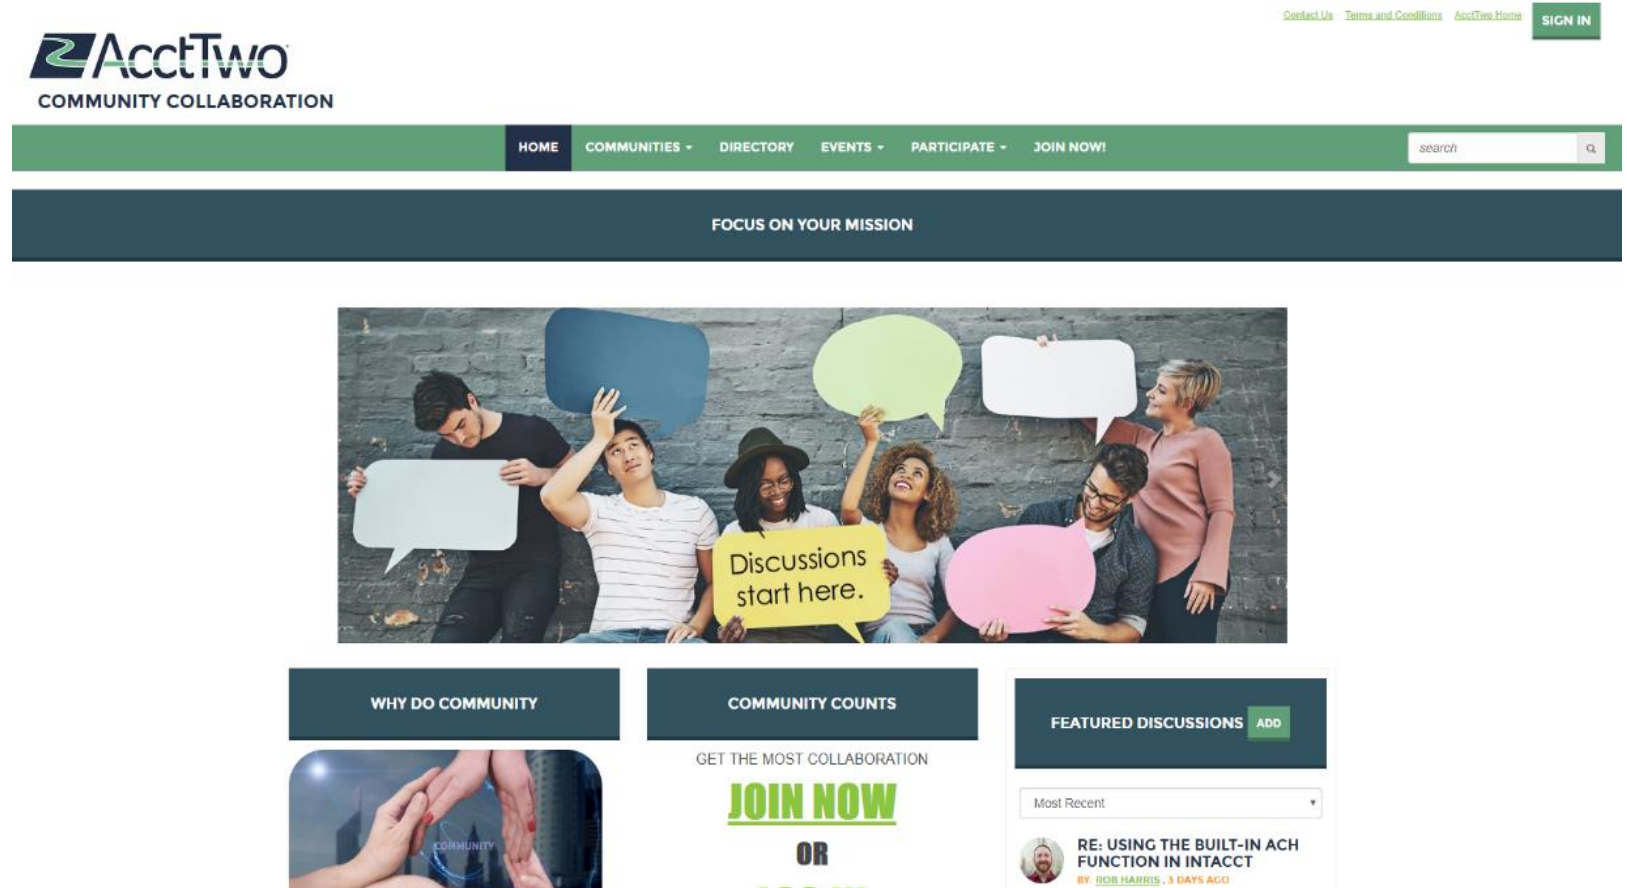 Contact Us Terms and Conditions AcctTwo Home SIGN IN
AcctTwo
COMMUNITY COLLABORATION
HOME COMMUNITIES DIRECTORY EVENTS PARTICIPATE JOIN NOW! search
FOCUS ON YOUR MISSION
Discussions
start here.
WHY DO COMMUNITY
COMMUNITY
COMMUNITY COUNTS
GET THE MOST COLLABORATION
JOIN NOW
OR
FEATURED DISCUSSIONS ADD
Most Recent
RE: USING THE BUILT-IN ACH
FUNCTION IN INTACCT
BY: ROB HARRIS , 3 DAYS AGO